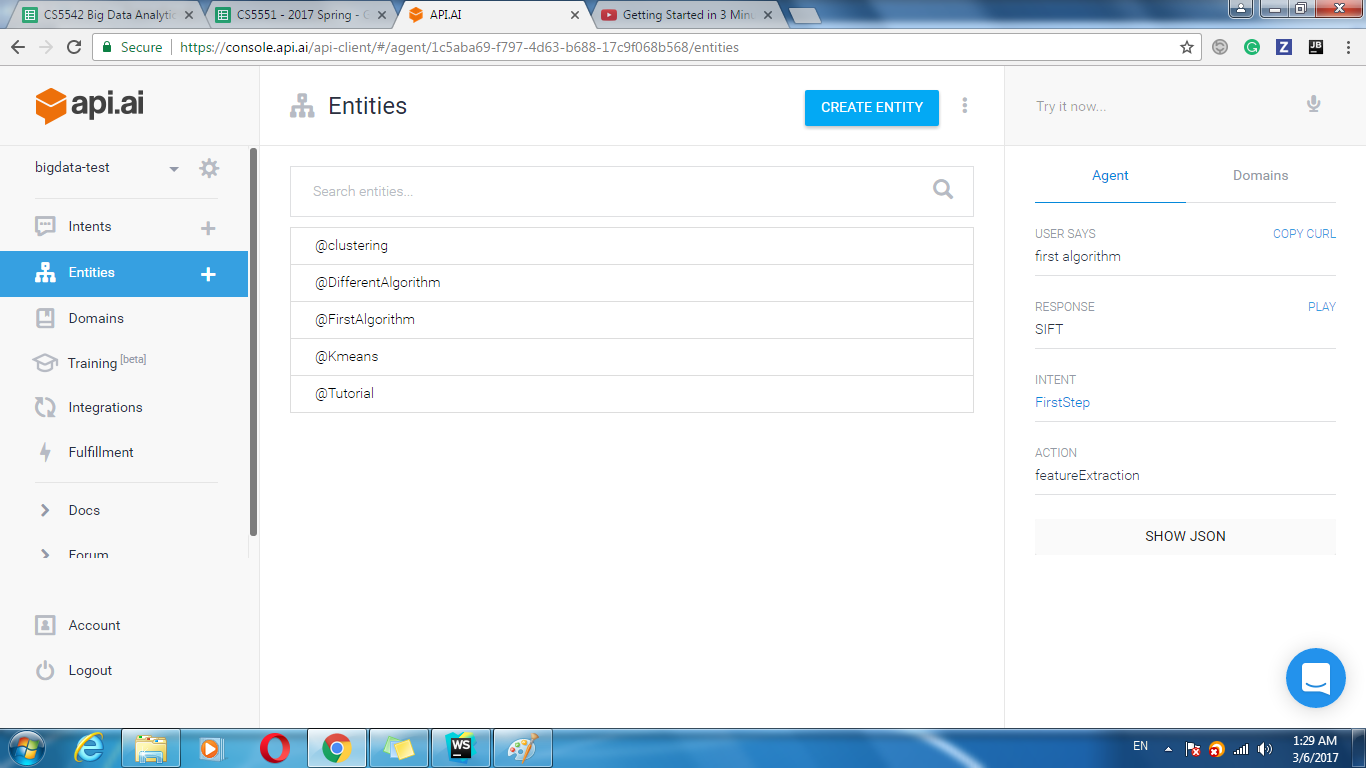 CS5542 Big Data Analytic
CS5551 - 2017 Spring - G
API.AI
Getting Started in 3 Minu
Secure
https://console.api.ai/api-client/#/agent/1c5aba69-f797-4d63-b688-17c9f068b568/entities
Z
JB
api.ai
Entities
CREATE ENTITY
Try it now...
bigdata-test
Intents
Entities
Domains
Training [beta]
Integrations
Fulfillment
Docs
Forum
Account
Logout
Search entities...
@clustering
@DifferentAlgorithm
@FirstAlgorithm
@Kmeans
@Tutorial
Agent
Domains
USER SAYS
COPY CURL
first algorithm
RESPONSE
PLAY
SIFT
INTENT
FirstStep
ACTION
featureExtraction
SHOW JSON
WS
EN
1:29 AM
3/6/2017